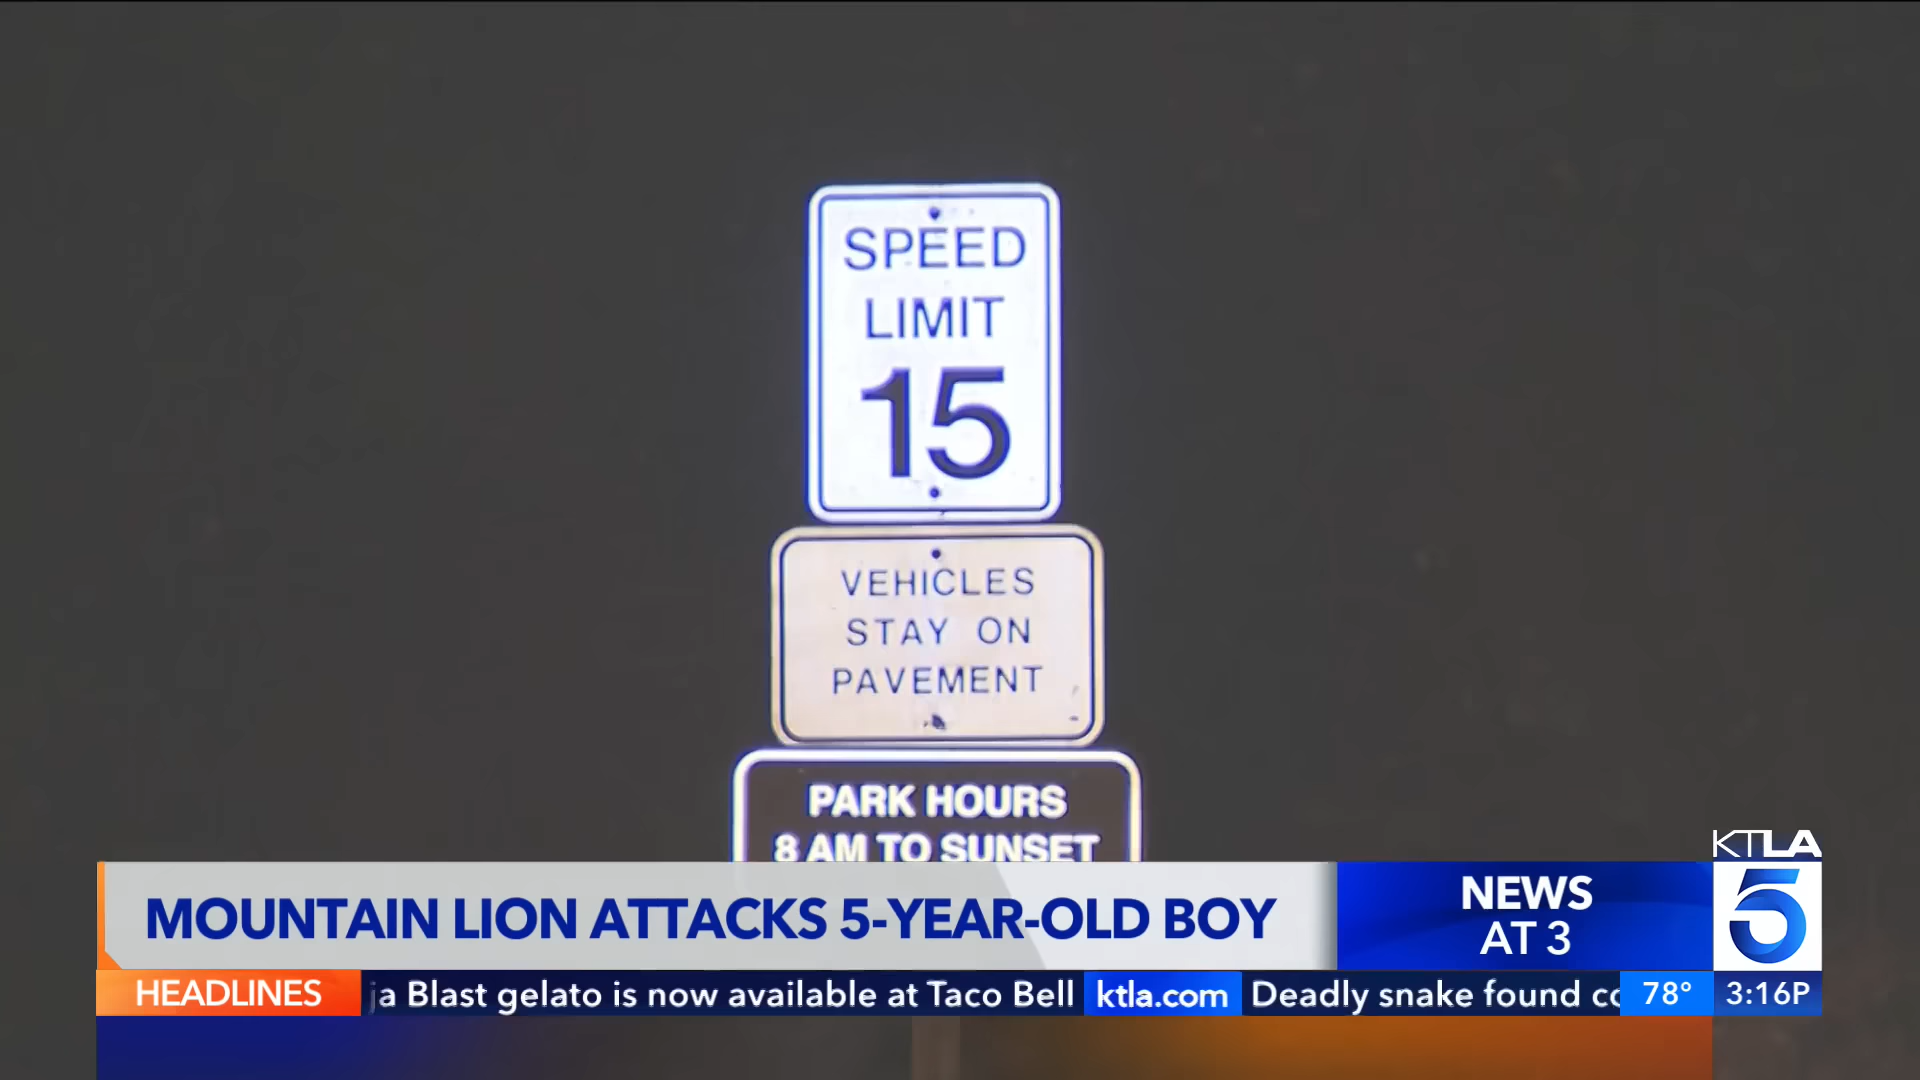 SPEED
LIMIT
15
VEHICLES
STAY ON
PAVEMENT
PARK HOURS
8 AM TO SUNSET
MOUNTAIN LION ATTACKS 5-YEAR-OLD BOY
NEWS
AT 3
KTLA
5
HEADLINES
ja Blast gelato is now available at Taco Bell ktla.com Deadly snake found
78°
3:16P